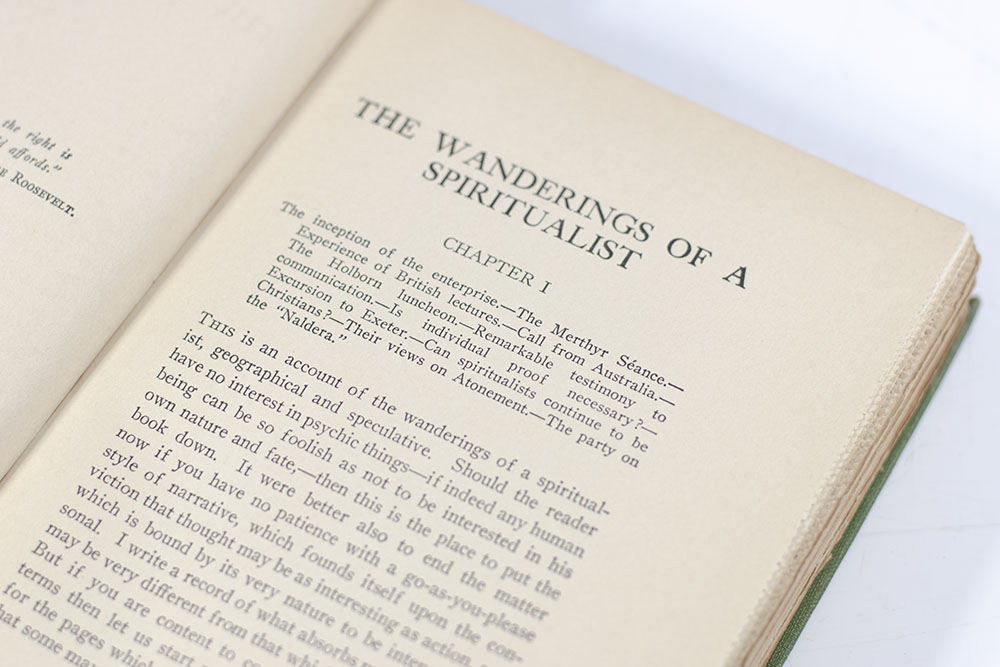 the right is
affords."
ROOSEVELT.
THE WANDERINGS OF A
SPIRITUALIST
CHAPTER I
The inception of the enterprise.—The Merthyr Séance.—
Experience of British lectures.—Call from Australia.—
The Holborn luncheon.—Remarkable testimony to
communication.—Is individual proof necessary?—
Excursion to Exeter.—Can spiritualists continue to be
Christians?—Their views on Atonement.—The party on
the "Naldera."
THIS is an account of the wanderings of a spiritual-
ist, geographical and speculative. Should the reader
have no interest in psychic things—if indeed any human
being can be so foolish as not to be interested in his
own nature and fate,—then this is the place to put the
book down. It were better also to end the matter
now if you have no patience with a go-as-you-please
style of narrative, which founds itself upon the con-
viction that thought may be as interesting as action,
which is bound by its very nature to be
sonal. I write a record of what absorbs
may be very different from that
But if you are content to
terms then let us start
for the pages
that some